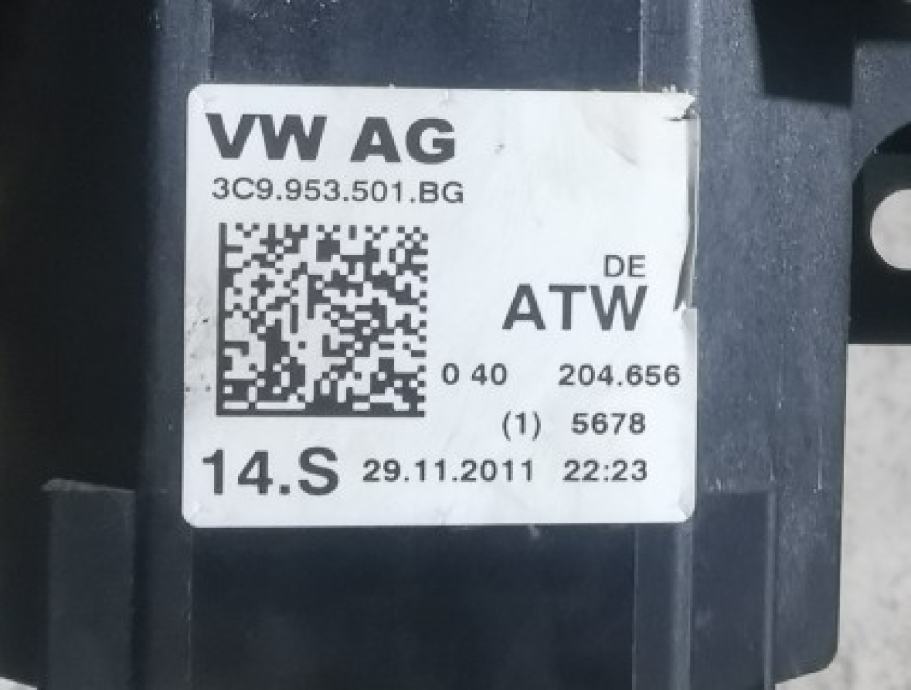 VW AG
3C9.953.501.BG
DE
ATW
0 40 204.656
(1) 5678
14.S 29.11.2011 22:23